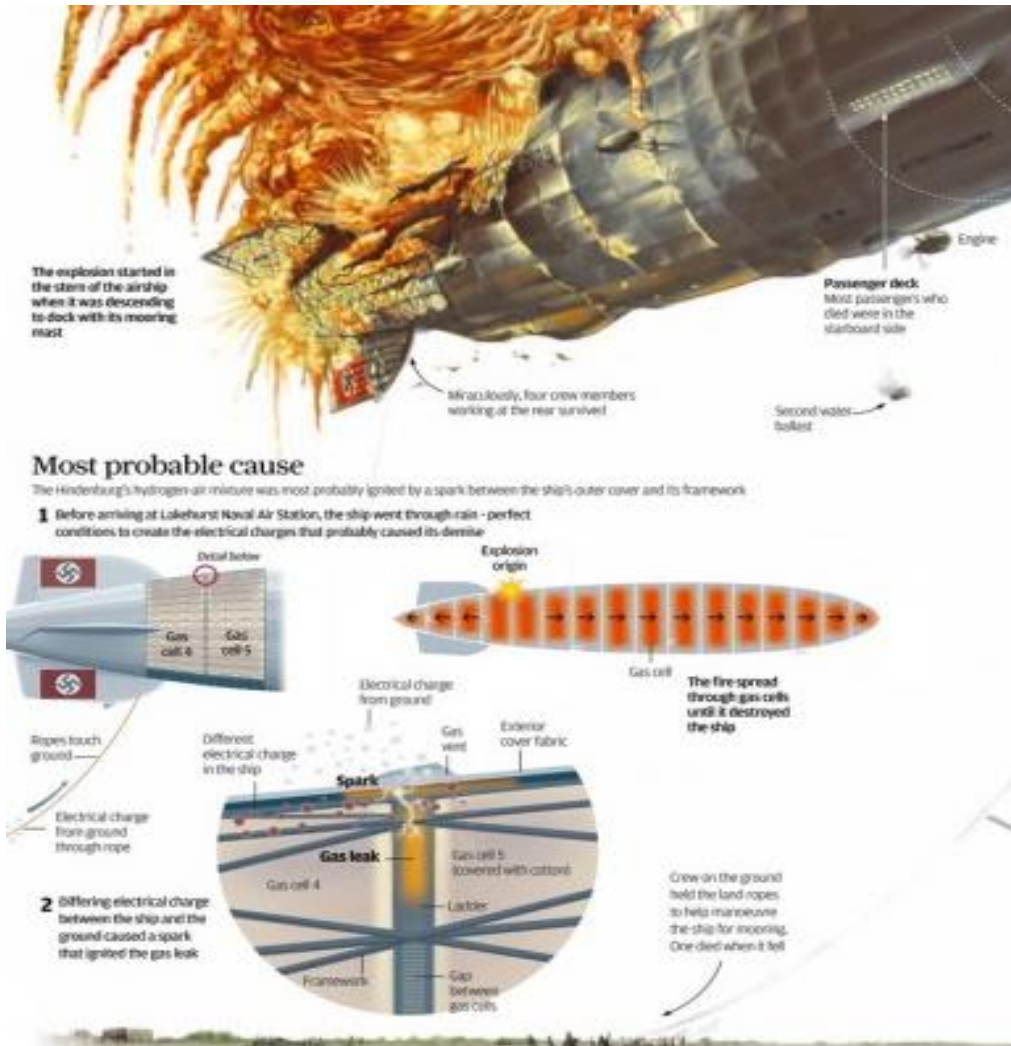 The explosion started in
the stern of the airship
when it was descending
to dock with its mooring
mast
Engine
Passenger deck
Most passengers who
died were in the
starboard side
Miraculously, four crew members
working at the rear survived
Second water
ballast
Most probable cause
The Hindenburg's hydrogen-air mixture was most probably ignited by a spark between the ship's outer cover and its framework
1 Before arriving at Lakehurst Naval Air Station, the ship went through rain - perfect
conditions to create the electrical charges that probably caused its demise
Detail below
Gas
cell 4
Gas
cell 5
Explosion
origin
Gas cell
The fire spread
through gas cells
until it destroyed
the ship
Ropes touch
ground
Electrical charge
from ground
through rope
Different
electrical charge
in the ship
Electrical charge
from ground
Gas
vent
Exterior
cover fabric
Spark
Gas leak
Gas cell 4
Gas cell 5
(covered with cotton)
Ladder
Framework
Gap
between
gas cells
2 Differing electrical charge
between the ship and the
ground caused a spark
that ignited the gas leak
Crew on the ground
held the land ropes
to help manoeuvre
the ship for mooring.
One died when it fell